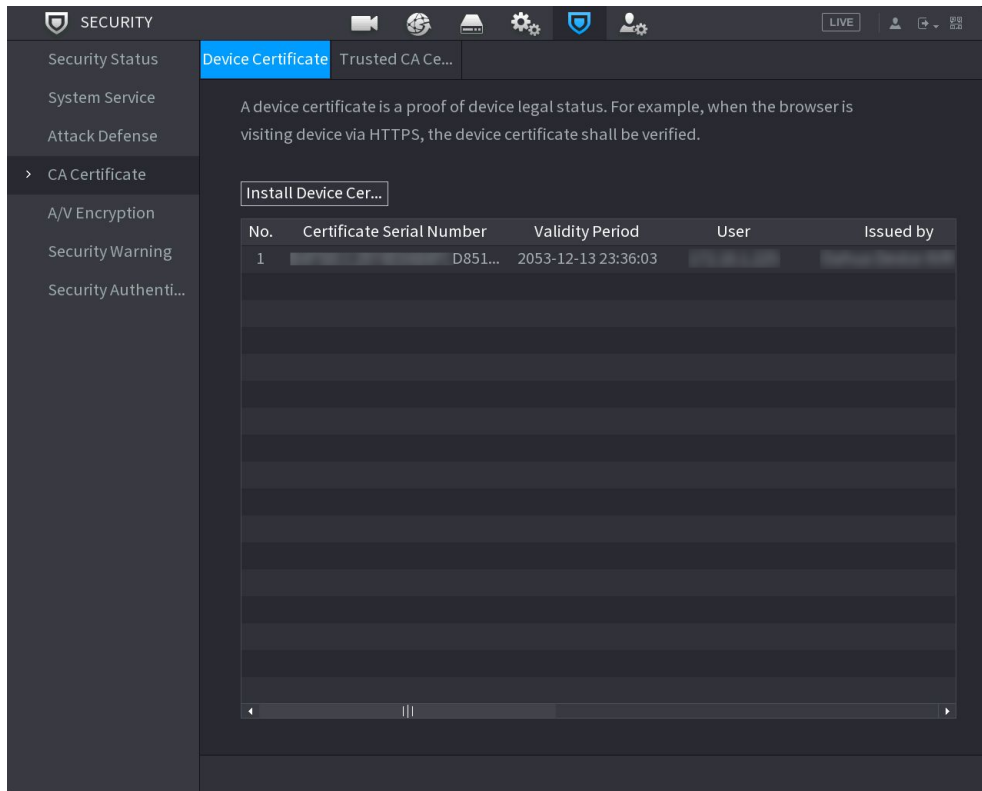 SECURITY
LIVE
Security Status
System Service
Attack Defense
CA Certificate
A/V Encryption
Security Warning
Security Authenti...
Device Certificate Trusted CA Ce...
A device certificate is a proof of device legal status. For example, when the browser is
visiting device via HTTPS, the device certificate shall be verified.
Install Device Cer...
No. Certificate Serial Number Validity Period User Issued by
1 D851... 2053-12-13 23:36:03